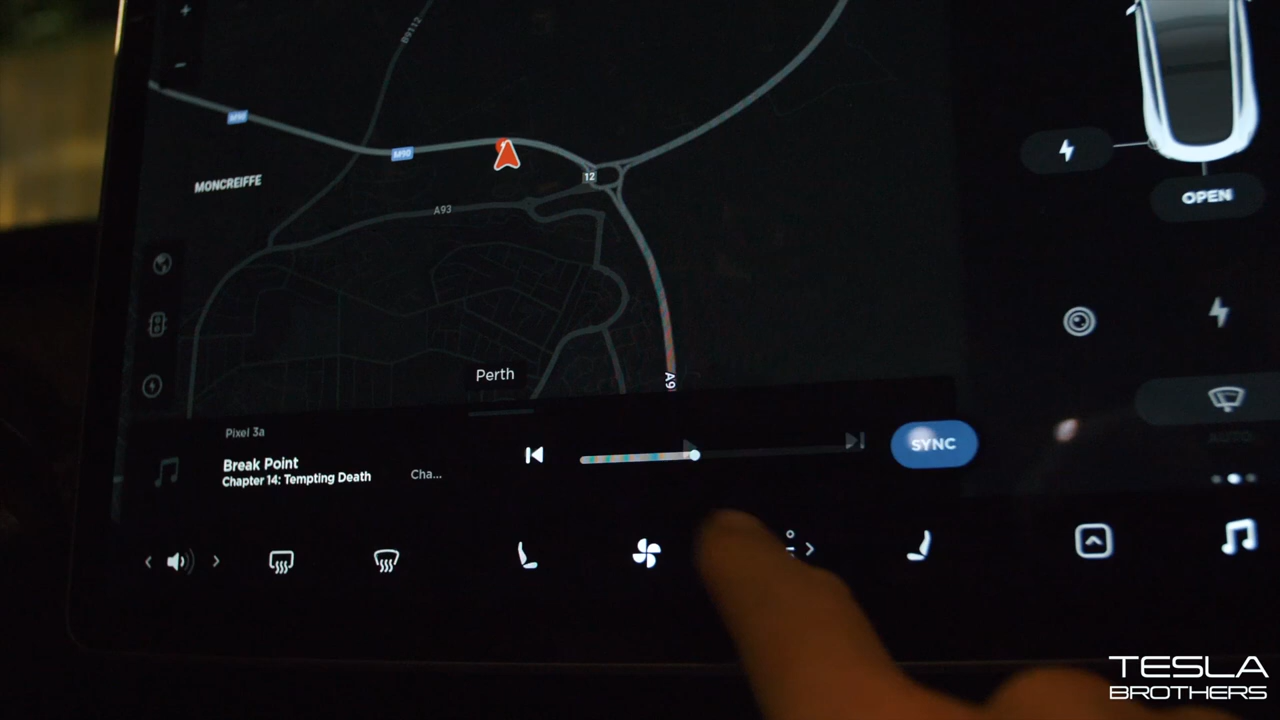 B9112
M90
M90
12
MONCREIFFE
A93
OPEN
Perth
A9
Pixel 3a
Break Point
Chapter 14: Tempting Death
Cha...
SYNC
AUTO
TESLA
BROTHERS